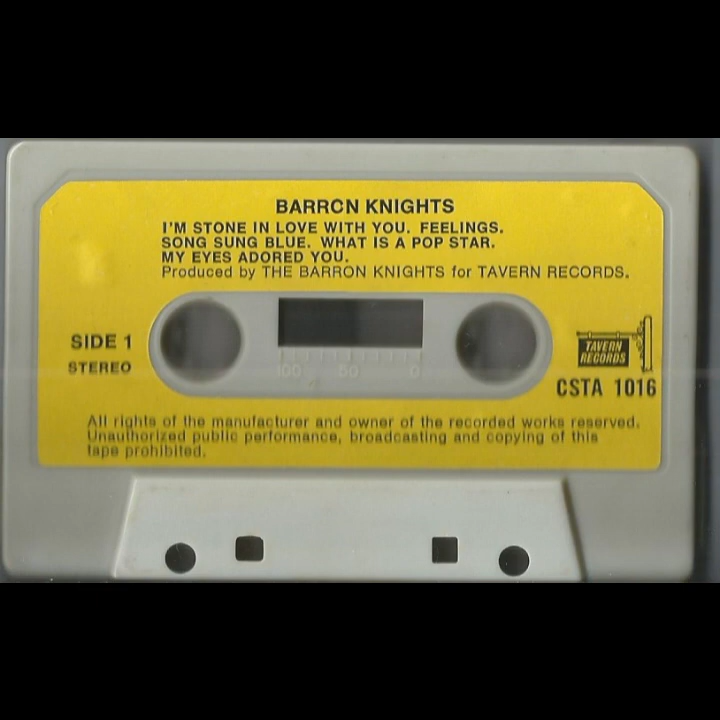 BARRCN KNIGHTS
I'M STONE IN LOVE WITH YOU. FEELINGS.
SONG SUNG BLUE. WHAT IS A POP STAR.
MY EYES ADORED YOU.
Produced by THE BARRON KNIGHTS for TAVERN RECORDS.
SIDE 1
STEREO
100 50 0
TAVERN
RECORDS
CSTA 1016
All rights of the manufacturer and owner of the recorded works reserved.
Unauthorized public performance, broadcasting and copying of this
tape prohibited.